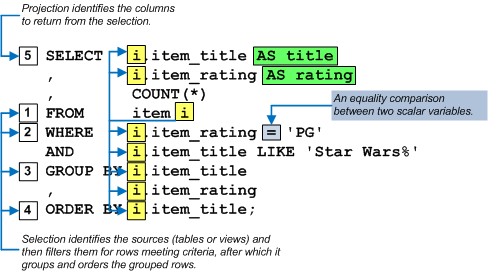 Projection identifies the columns
to return from the selection.
5 SELECT i.item_title AS title
, i.item_rating AS rating
, COUNT(*)
1 FROM item i
An equality comparison
between two scalar variables.
2 WHERE i.item_rating = 'PG'
AND i.item_title LIKE 'Star Wars%'
3 GROUP BY i.item_title
, i.item_rating
4 ORDER BY i.item_title;
Selection identifies the sources (tables or views) and
then filters them for rows meeting criteria, after which it
groups and orders the grouped rows.